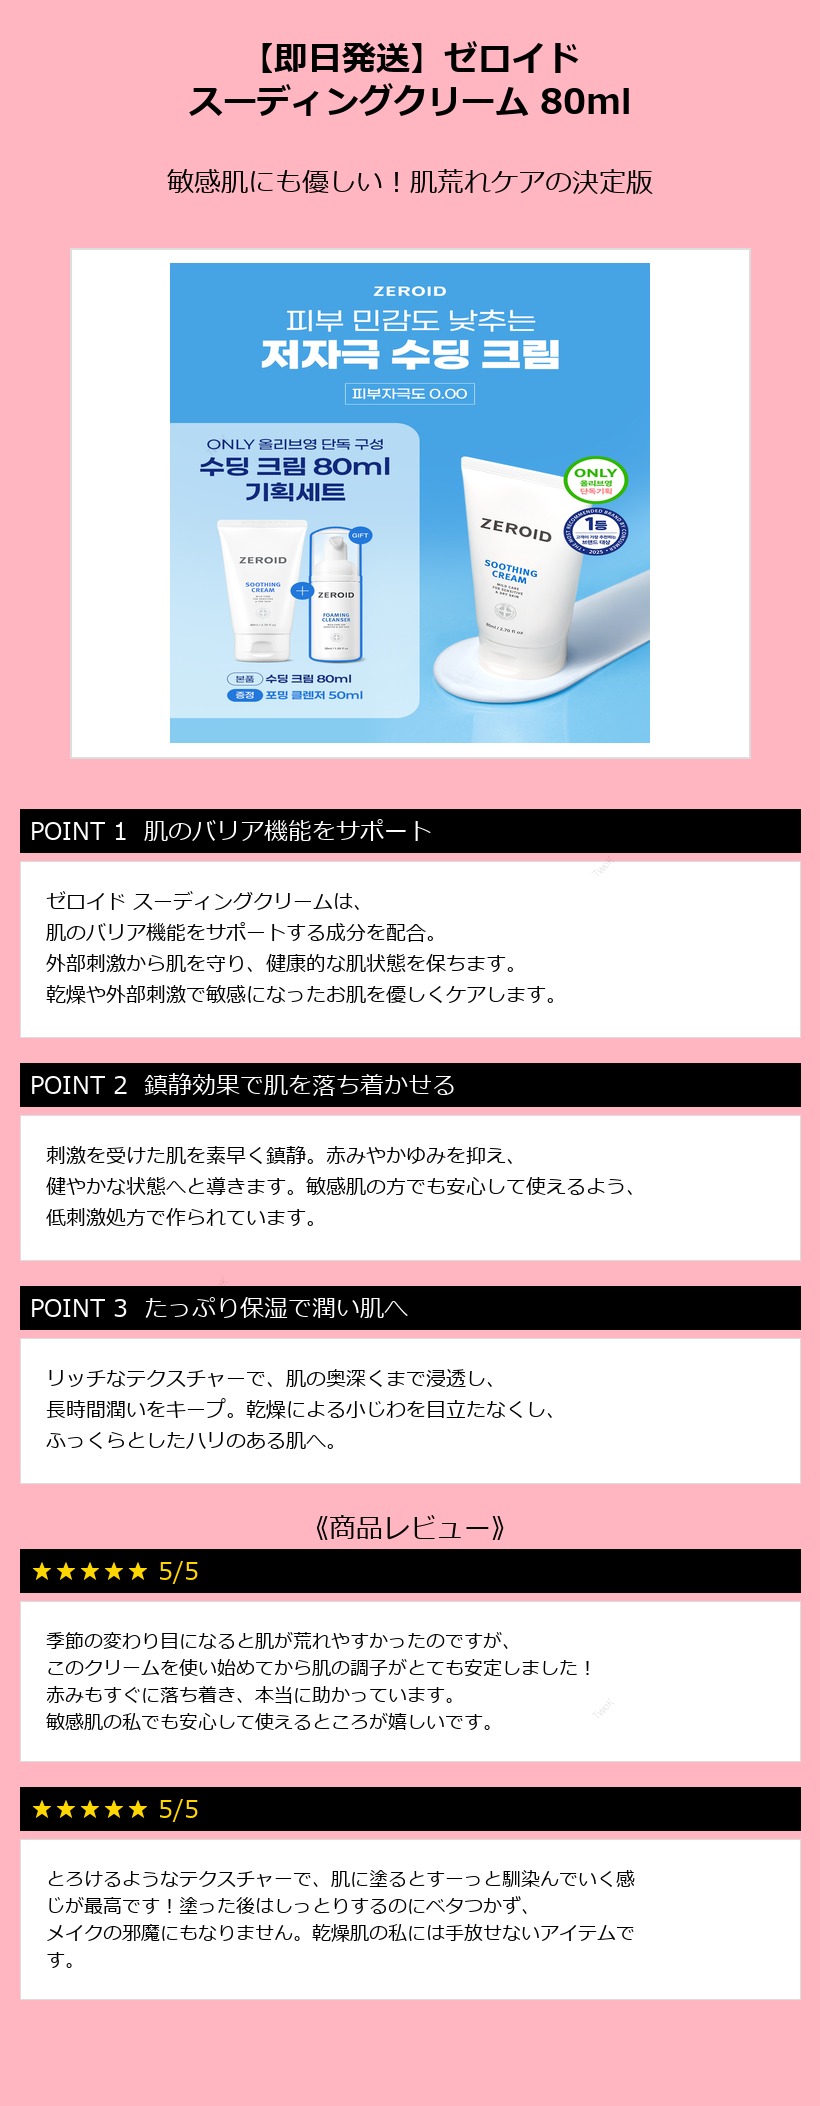 【即日発送】ゼロイド
スーディングクリーム 80ml
敏感肌にも優しい！肌荒れケアの決定版
ZEROID
피부 민감도 낮추는
저자극 수딩 크림
피부자극도 0.00
ONLY 올리브영 단독 구성
수딩 크림 80ml
기획세트
ZEROID
SOOTHING
CREAM
GIFT
ZEROID
FOAMING
CLEANSER
본품 수딩 크림 80ml
증정 포밍 클렌저 50ml
ZEROID
SOOTHING
CREAM
MILD CARE
FOR SENSITIVE
& DRY SKIN
80ml / 2.70 fl oz
ONLY
올리브영
단독기획
1등
고객이 가장 추천하는
브랜드 대상
2025
POINT 1 肌のバリア機能をサポート
ゼロイド スーディングクリームは、
肌のバリア機能をサポートする成分を配合。
外部刺激から肌を守り、健康的な肌状態を保ちます。
乾燥や外部刺激で敏感になったお肌を優しくケアします。
POINT 2 鎮静効果で肌を落ち着かせる
刺激を受けた肌を素早く鎮静。赤みやかゆみを抑え、
健やかな状態へと導きます。敏感肌の方でも安心して使えるよう、
低刺激処方で作られています。
POINT 3 たっぷり保湿で潤い肌へ
リッチなテクスチャーで、肌の奥深くまで浸透し、
長時間潤いをキープ。乾燥による小じわを目立たなくし、
ふっくらとしたハリのある肌へ。
《商品レビュー》
★★★★★ 5/5
季節の変わり目になると肌が荒れやすかったのですが、
このクリームを使い始めてから肌の調子がとても安定しました！
赤みもすぐに落ち着き、本当に助かっています。
敏感肌の私でも安心して使えるところが嬉しいです。
★★★★★ 5/5
とろけるようなテクスチャーで、肌に塗るとすーっと馴染んでいく感
じが最高です！塗った後はしっとりするのにベタつかず、
メイクの邪魔にもなりません。乾燥肌の私には手放せないアイテムで
す。